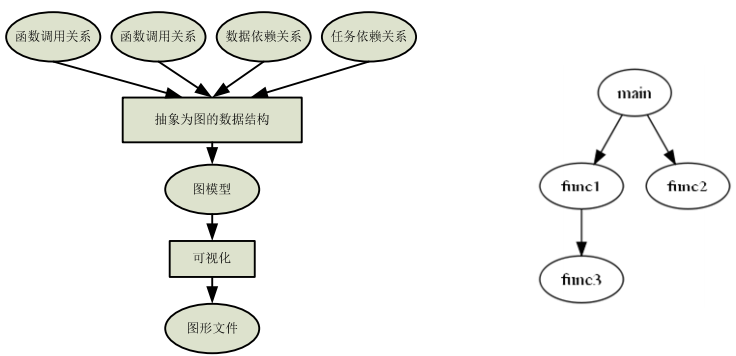 函数调用关系
函数调用关系
数据依赖关系
任务依赖关系
抽象为图的数据结构
图模型
可视化
图形文件
main
func1
func2
func3